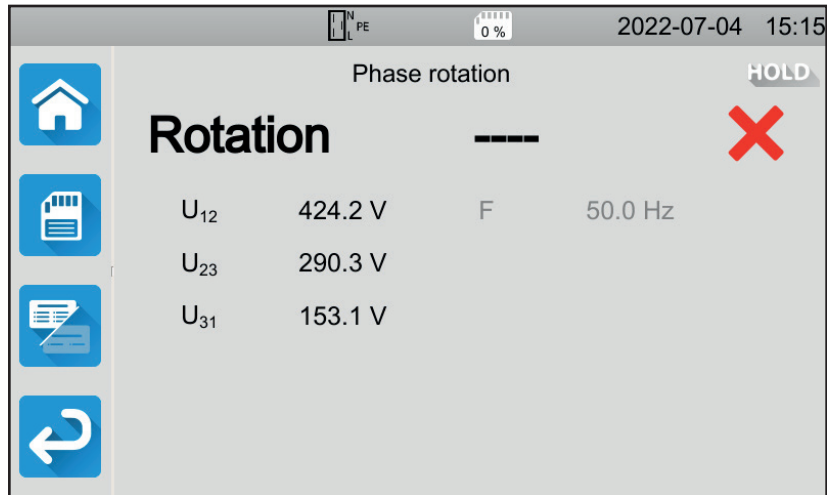 N
L PE 0 % 2022-07-04 15:15
Phase rotation HOLD
Rotation ----
U12 424.2 V F 50.0 Hz
U23 290.3 V
U31 153.1 V